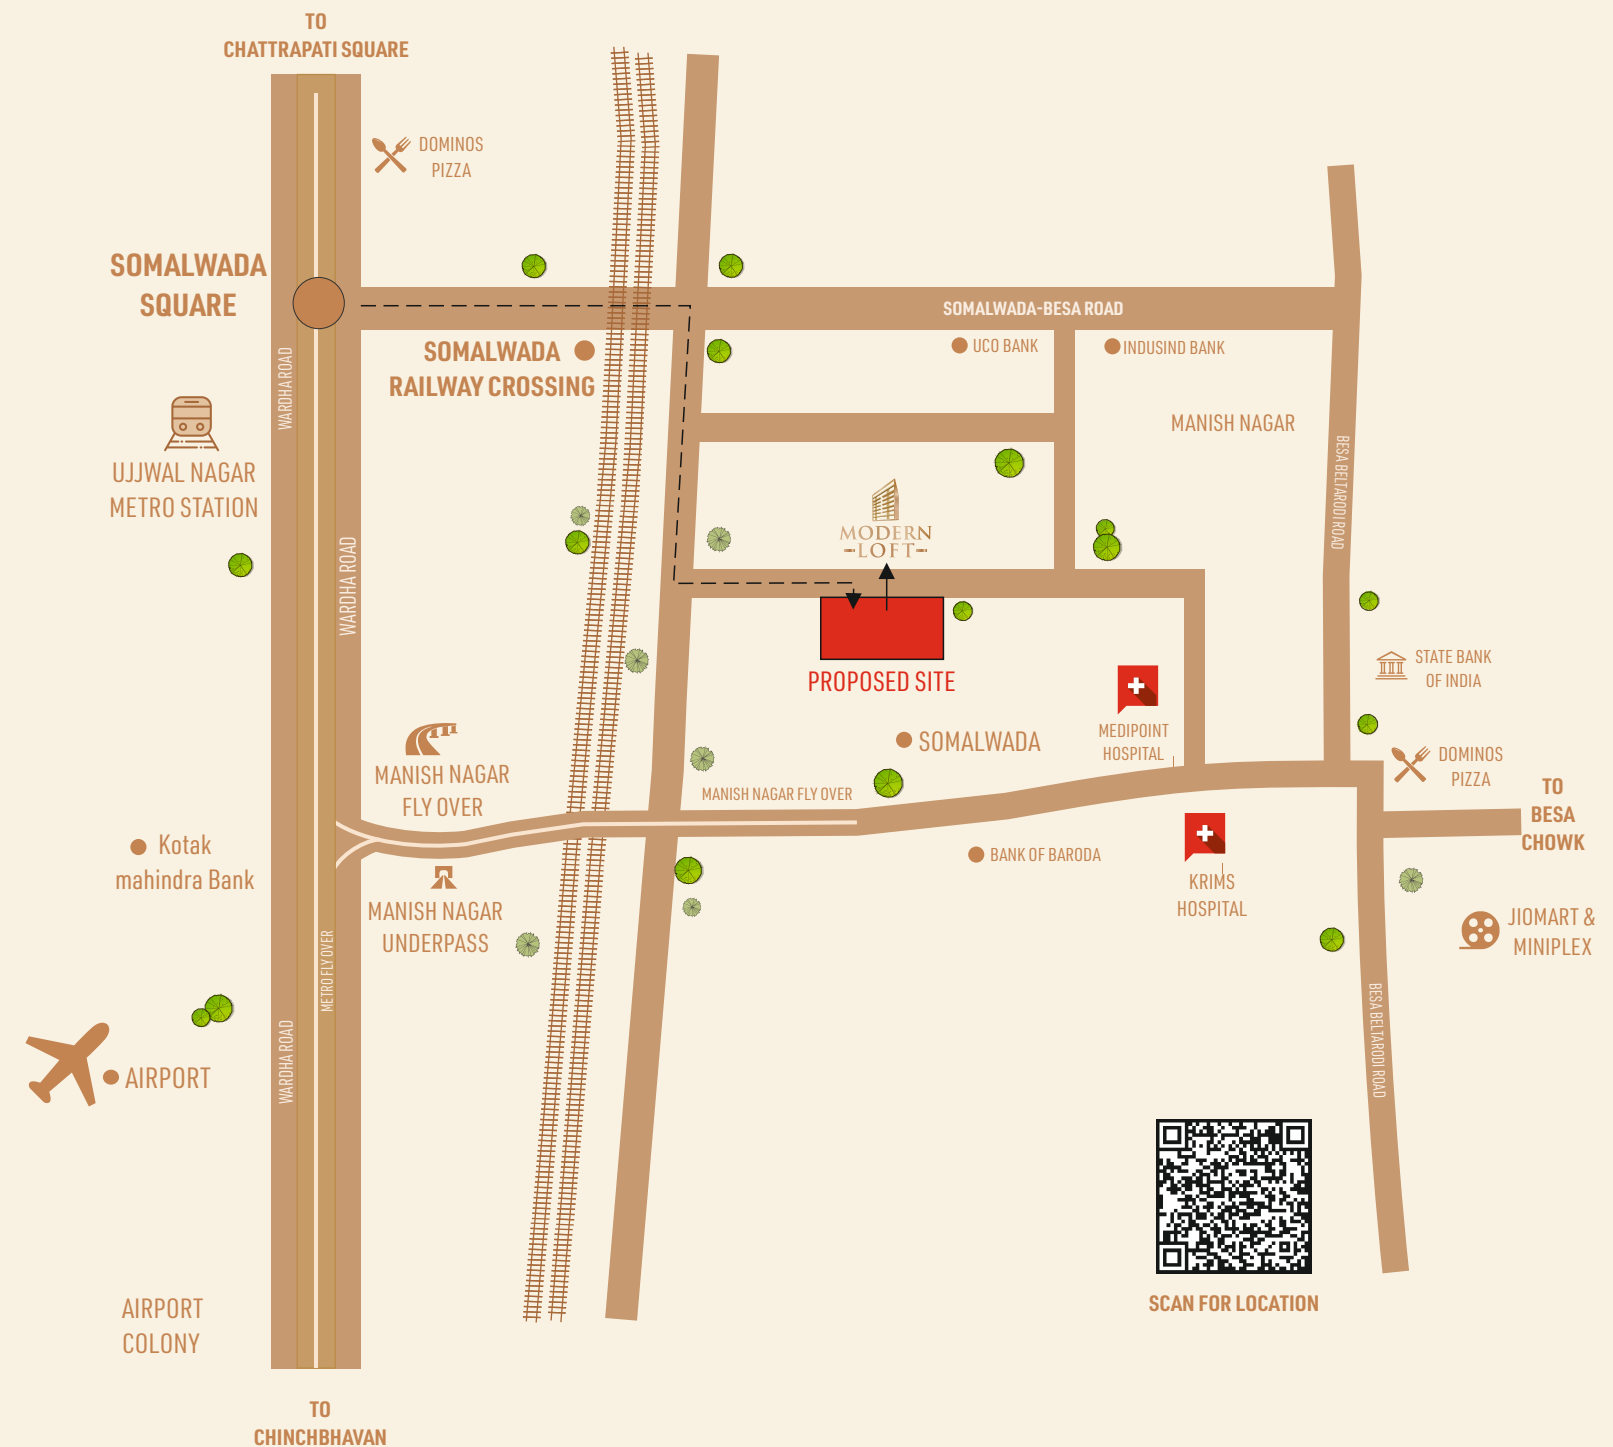 TO
CHATTRAPATI SQUARE
DOMINOS
PIZZA
SOMALWADA
SQUARE
SOMALWADA-BESA ROAD
SOMALWADA
RAILWAY CROSSING
UCO BANK
INDUSIND BANK
WARDHA ROAD
MANISH NAGAR
UJJWAL NAGAR
METRO STATION
BESA BELTARODI ROAD
WARDHA ROAD
MODERN
LOFT
PROPOSED SITE
STATE BANK
OF INDIA
SOMALWADA
MEDIPOINT
HOSPITAL
MANISH NAGAR
FLY OVER
DOMINOS
PIZZA
MANISH NAGAR FLY OVER
TO
BESA
CHOWK
Kotak
mahindra Bank
BANK OF BARODA
KRIMS
HOSPITAL
MANISH NAGAR
UNDERPASS
JIOMART &
MINIPLEX
METRO FLY OVER
WARDHA ROAD
BESA BELTARODI ROAD
AIRPORT
AIRPORT
COLONY
SCAN FOR LOCATION
TO
CHINCHBHAVAN